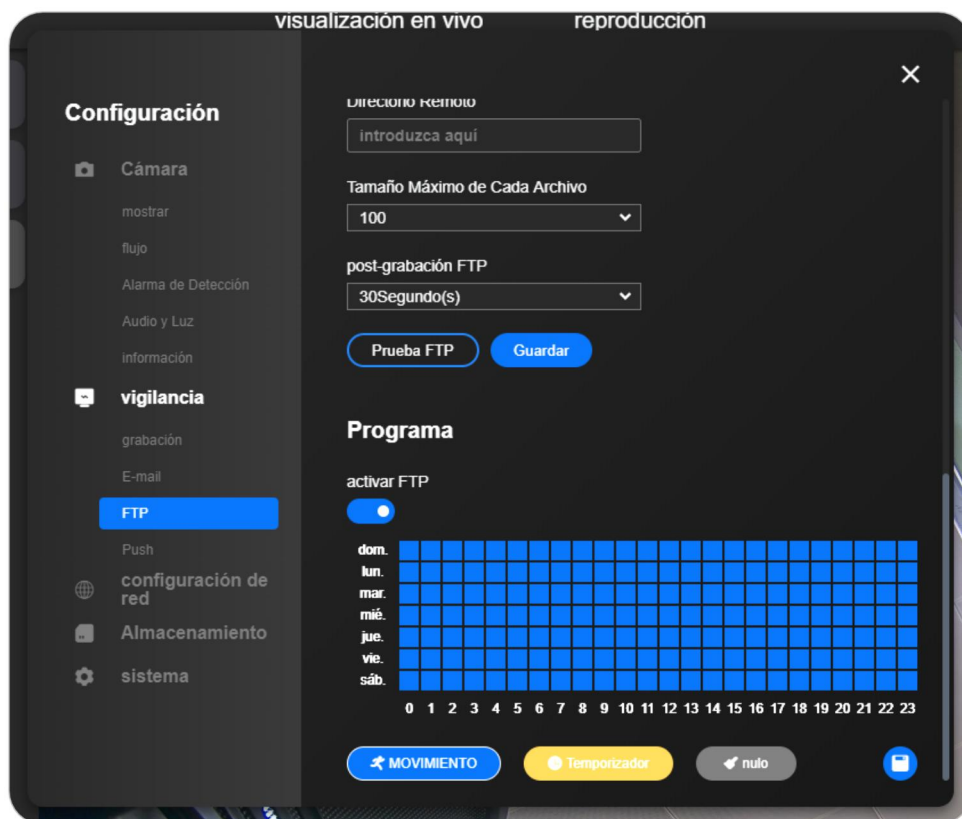 visualización en vivo reproducción
Configuración
Cámara
mostrar
flujo
Alarma de Detección
Audio y Luz
información
vigilancia
grabación
E-mail
FTP
Push
configuración de
red
Almacenamiento
sistema
Directorio Remoto
introduzca aquí
Tamaño Máximo de Cada Archivo
100
post-grabación FTP
30Segundo(s)
Prueba FTP Guardar
Programa
activar FTP
dom.
lun.
mar.
mié.
jue.
vie.
sáb.
0 1 2 3 4 5 6 7 8 9 10 11 12 13 14 15 16 17 18 19 20 21 22 23
MOVIMIENTO Temporizador nulo